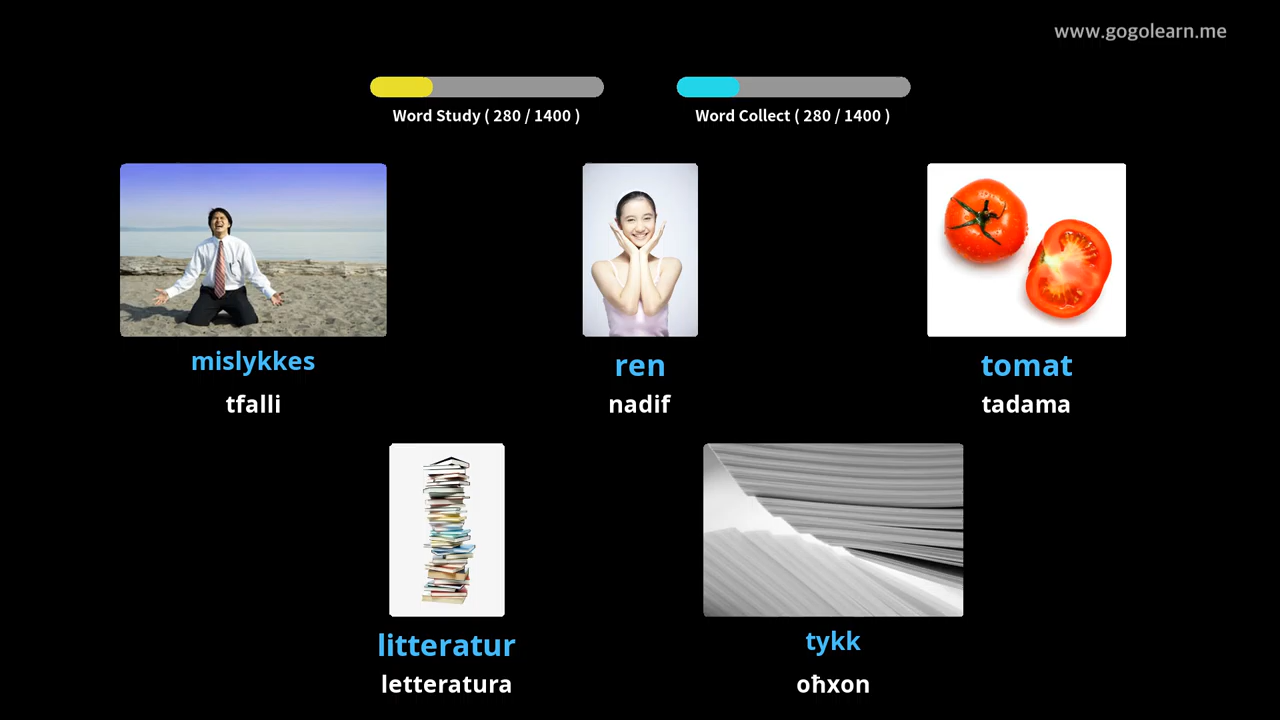 www.gogolearn.me
Word Study ( 280 / 1400 )
Word Collect ( 280 / 1400 )
mislykkes
tfalli
ren
nadif
tomat
tadama
litteratur
letteratura
tykk
oħxon